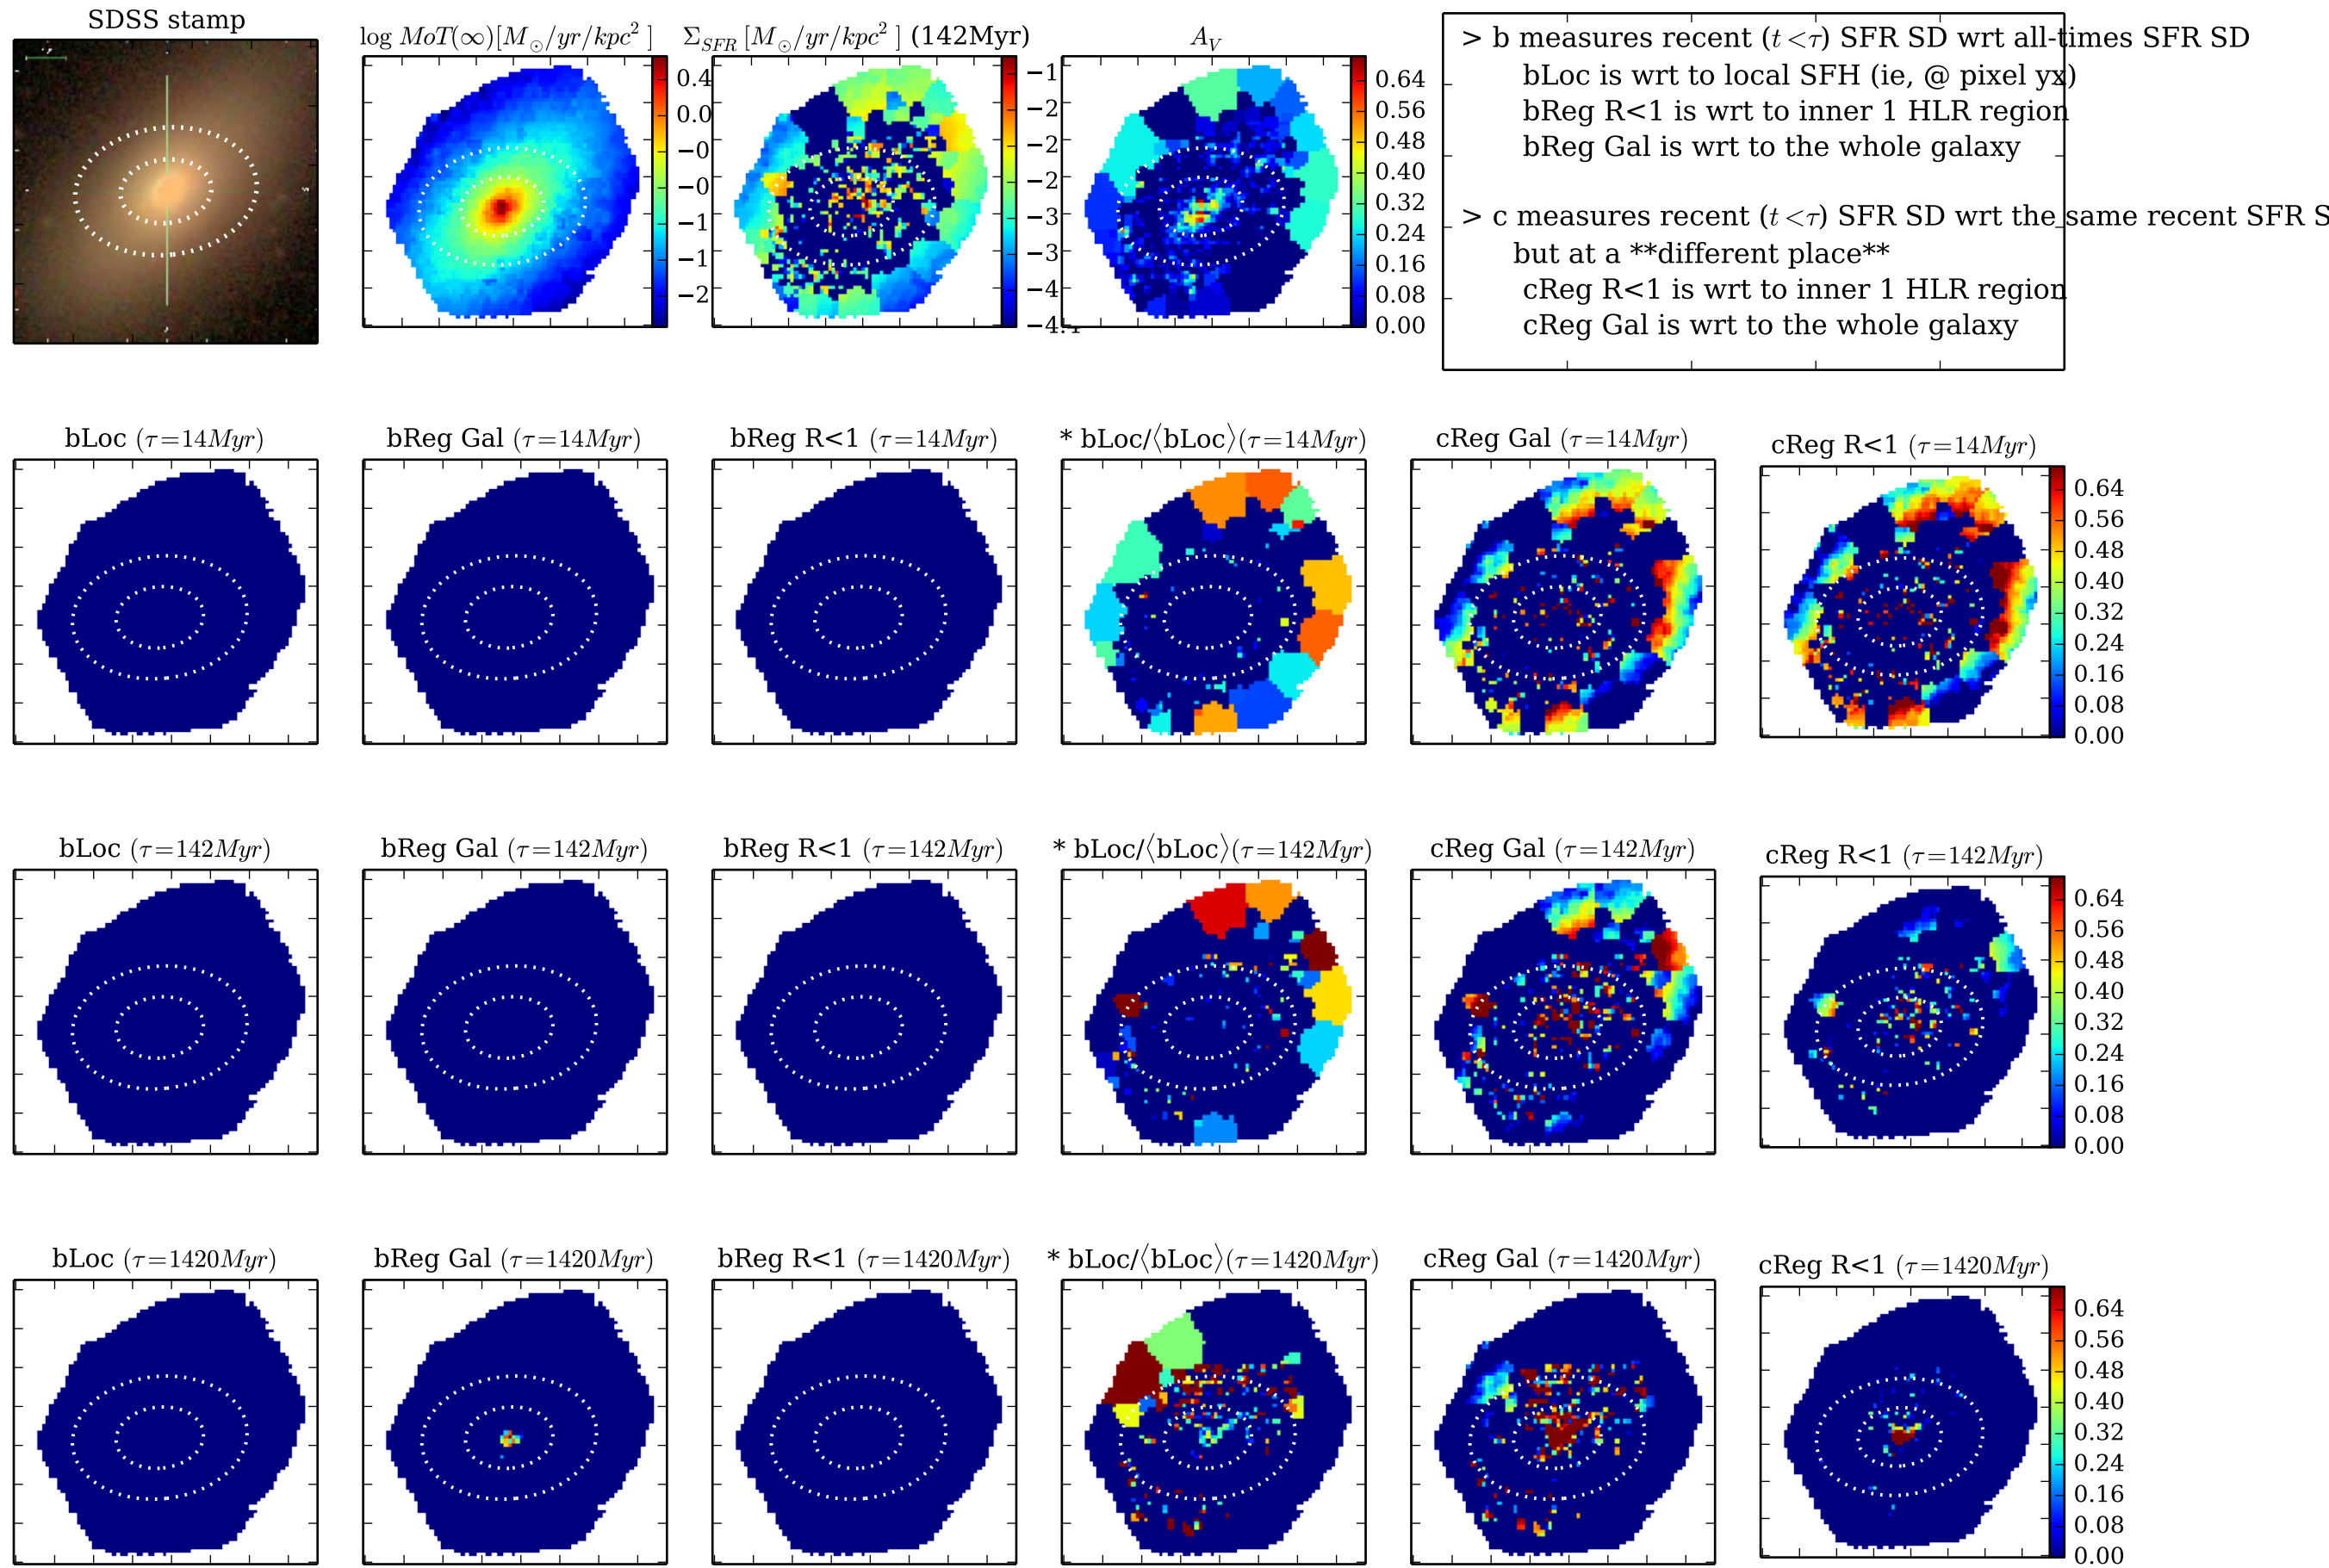 SDSS stamp
log MoT(∞)[M⊙/yr/kpc² ]
Σ_SFR [M⊙/yr/kpc² ] (142Myr)
A_V
0.4
0.0
−0
−0
−1
−1
−2
−1
−2
−2
−2
−3
−3
−4
0.64
0.56
0.48
0.40
0.32
0.24
0.16
0.08
0.00
> b measures recent (t<τ) SFR SD wrt all-times SFR SD
bLoc is wrt to local SFH (ie, @ pixel yx)
bReg R<1 is wrt to inner 1 HLR region
bReg Gal is wrt to the whole galaxy
> c measures recent (t<τ) SFR SD wrt the same recent SFR S
but at a **different place**
cReg R<1 is wrt to inner 1 HLR region
cReg Gal is wrt to the whole galaxy
bLoc (τ=14Myr)
bReg Gal (τ=14Myr)
bReg R<1 (τ=14Myr)
* bLoc/⟨bLoc⟩(τ=14Myr)
cReg Gal (τ=14Myr)
cReg R<1 (τ=14Myr)
0.64
0.56
0.48
0.40
0.32
0.24
0.16
0.08
0.00
bLoc (τ=142Myr)
bReg Gal (τ=142Myr)
bReg R<1 (τ=142Myr)
* bLoc/⟨bLoc⟩(τ=142Myr)
cReg Gal (τ=142Myr)
cReg R<1 (τ=142Myr)
0.64
0.56
0.48
0.40
0.32
0.24
0.16
0.08
0.00
bLoc (τ=1420Myr)
bReg Gal (τ=1420Myr)
bReg R<1 (τ=1420Myr)
* bLoc/⟨bLoc⟩(τ=1420Myr)
cReg Gal (τ=1420Myr)
cReg R<1 (τ=1420Myr)
0.64
0.56
0.48
0.40
0.32
0.24
0.16
0.08
0.00